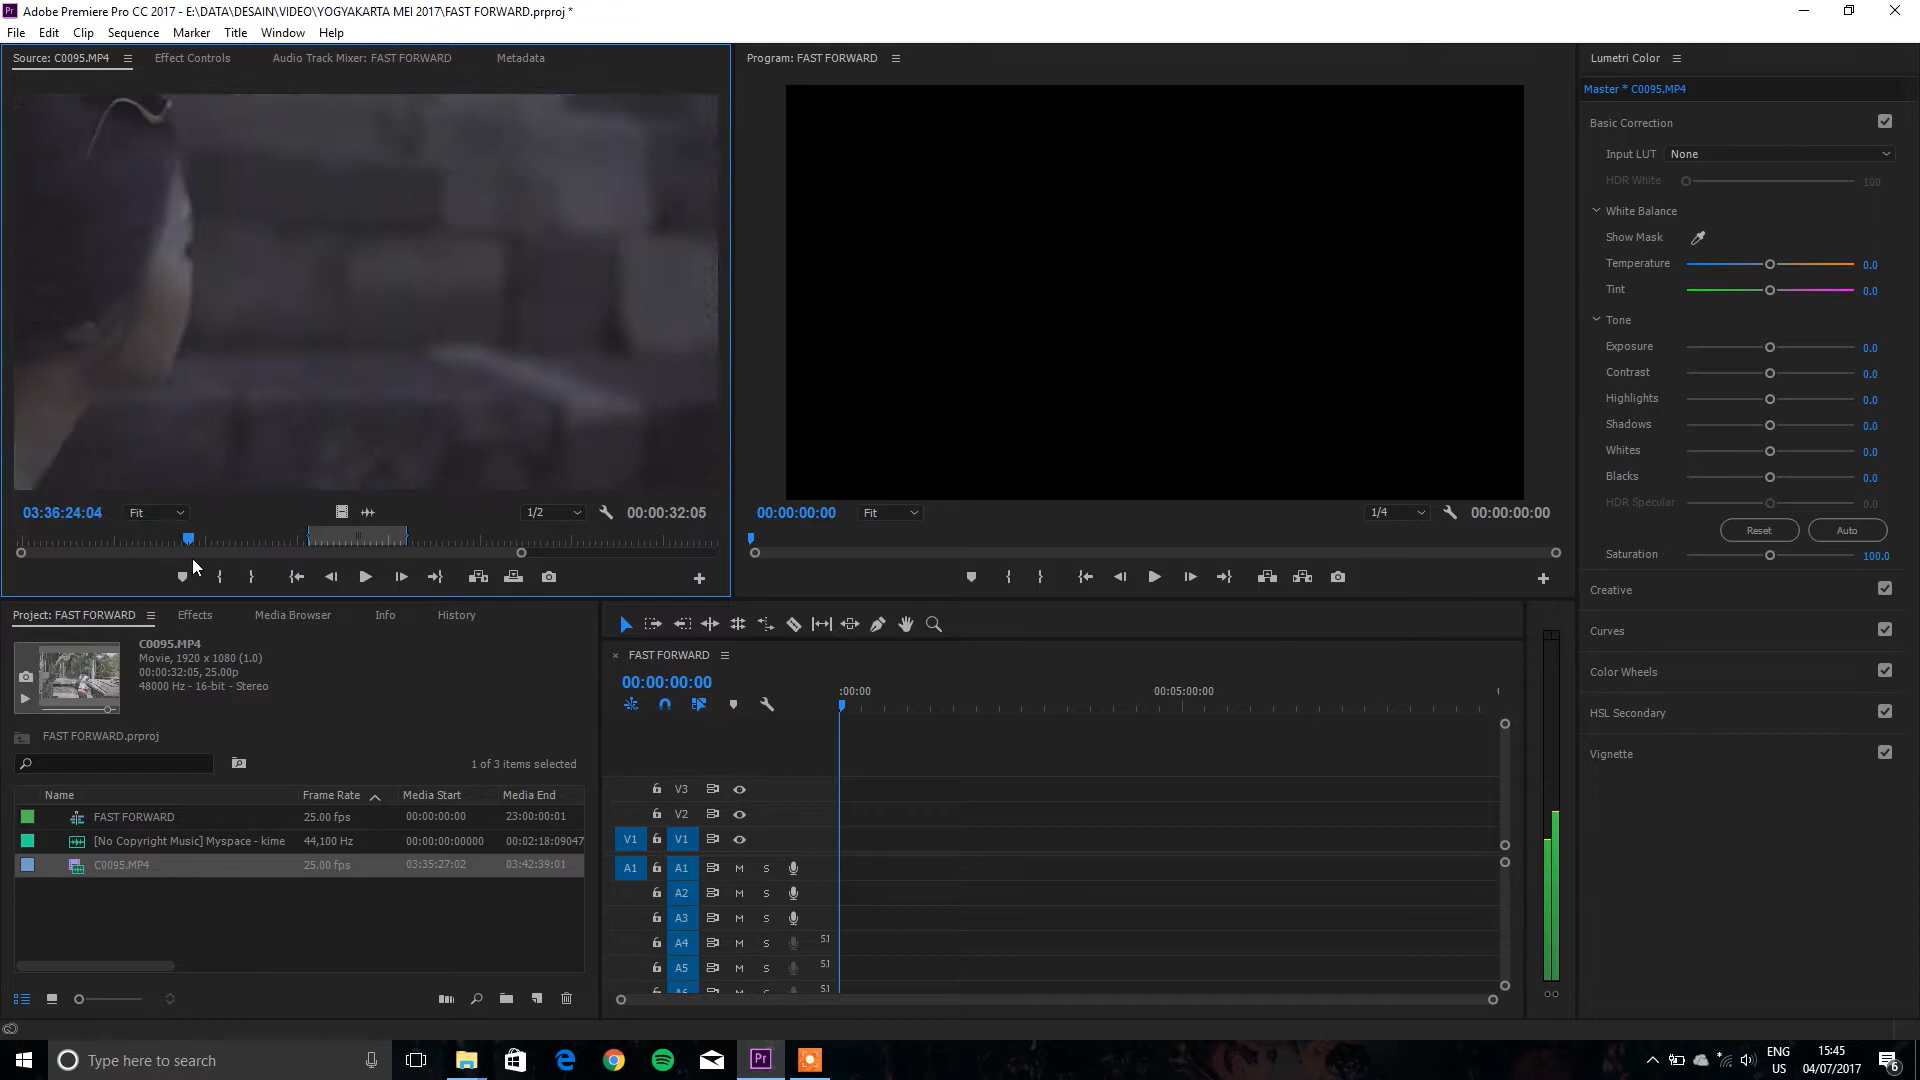 Adobe Premiere Pro CC 2017 - E:\DATA\DESAIN\VIDEO\YOGYAKARTA MEI 2017\FAST FORWARD.prproj *
File Edit Clip Sequence Marker Title Window Help
Source: C0095.MP4 Effect Controls Audio Track Mixer: FAST FORWARD Metadata
Program: FAST FORWARD
Lumetri Color
Master * C0095.MP4
Basic Correction
Input LUT None
HDR White 100
White Balance
Show Mask
Temperature 0.0
Tint 0.0
Tone
Exposure 0.0
Contrast 0.0
Highlights 0.0
Shadows 0.0
Whites 0.0
Blacks 0.0
HDR Specular 0.0
Reset Auto
Saturation 100.0
Creative
Curves
Color Wheels
HSL Secondary
Vignette
03:36:24:04 Fit 1/2 00:00:32:05
00:00:00:00 Fit 1/4 00:00:00:00
Project: FAST FORWARD Effects Media Browser Info History
C0095.MP4
Movie, 1920 x 1080 (1.0)
00:00:32:05, 25.00p
48000 Hz - 16-bit - Stereo
FAST FORWARD.prproj
1 of 3 items selected
Name Frame Rate Media Start Media End
FAST FORWARD 25.00 fps 00:00:00:00 23:00:00:01
[No Copyright Music] Myspace - kime 44,100 Hz 00:00:00:00000 00:02:18:09047
C0095.MP4 25.00 fps 03:35:27:02 03:42:39:01
× FAST FORWARD
00:00:00:00
:00:00 00:05:00:00
V3
V2
V1 V1
A1 A1 M S
A2 M S
A3 M S
A4 M S 5.1
A5 M S 5.1
5.1
Type here to search
Pr
ENG
US
15:45
04/07/2017
6